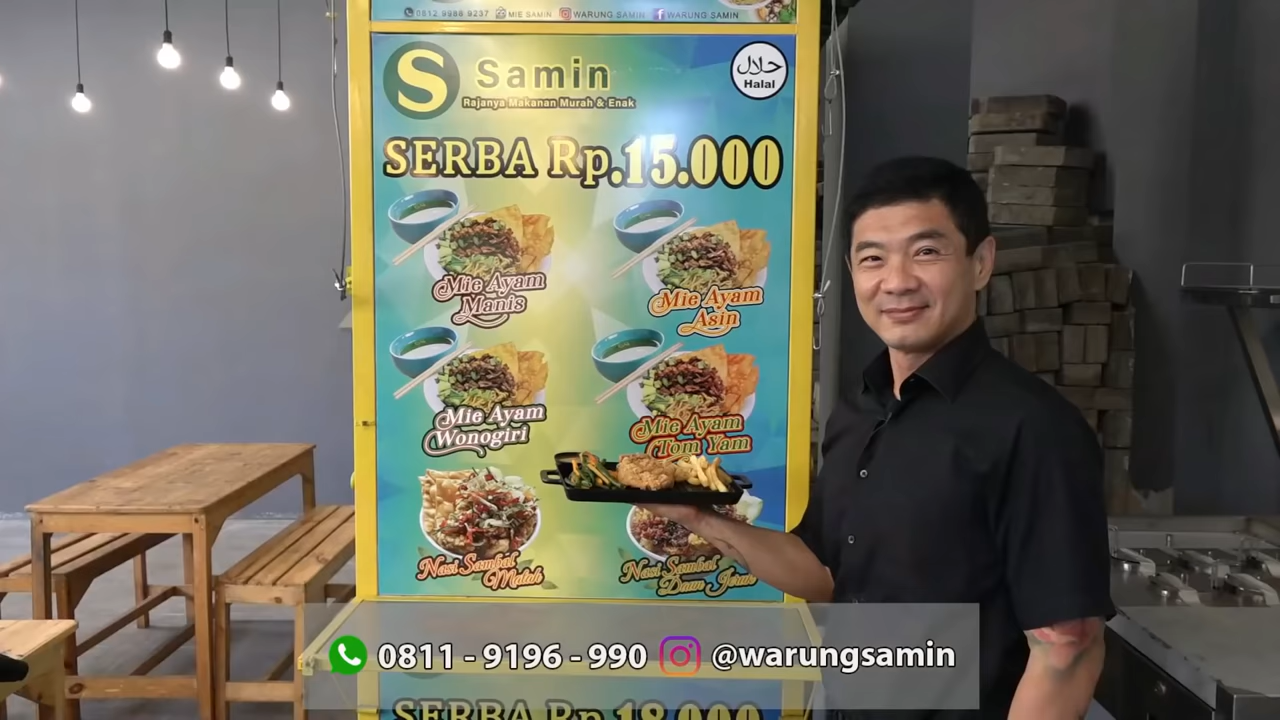 0812 9988 9237 MIE SAMIN WARUNG SAMIN WARUNG SAMIN
S Samin
Rajanya Makanan Murah & Enak
حلال
Halal
SERBA Rp.15.000
Mie Ayam
Manis
Mie Ayam
Asin
Mie Ayam
Wonogiri
Mie Ayam
Tom Yam
Nasi Sambal
Matah
Nasi Sambal
Daun Jeruk
0811 - 9196 - 990 @warungsamin
SERBA Rp.18.000